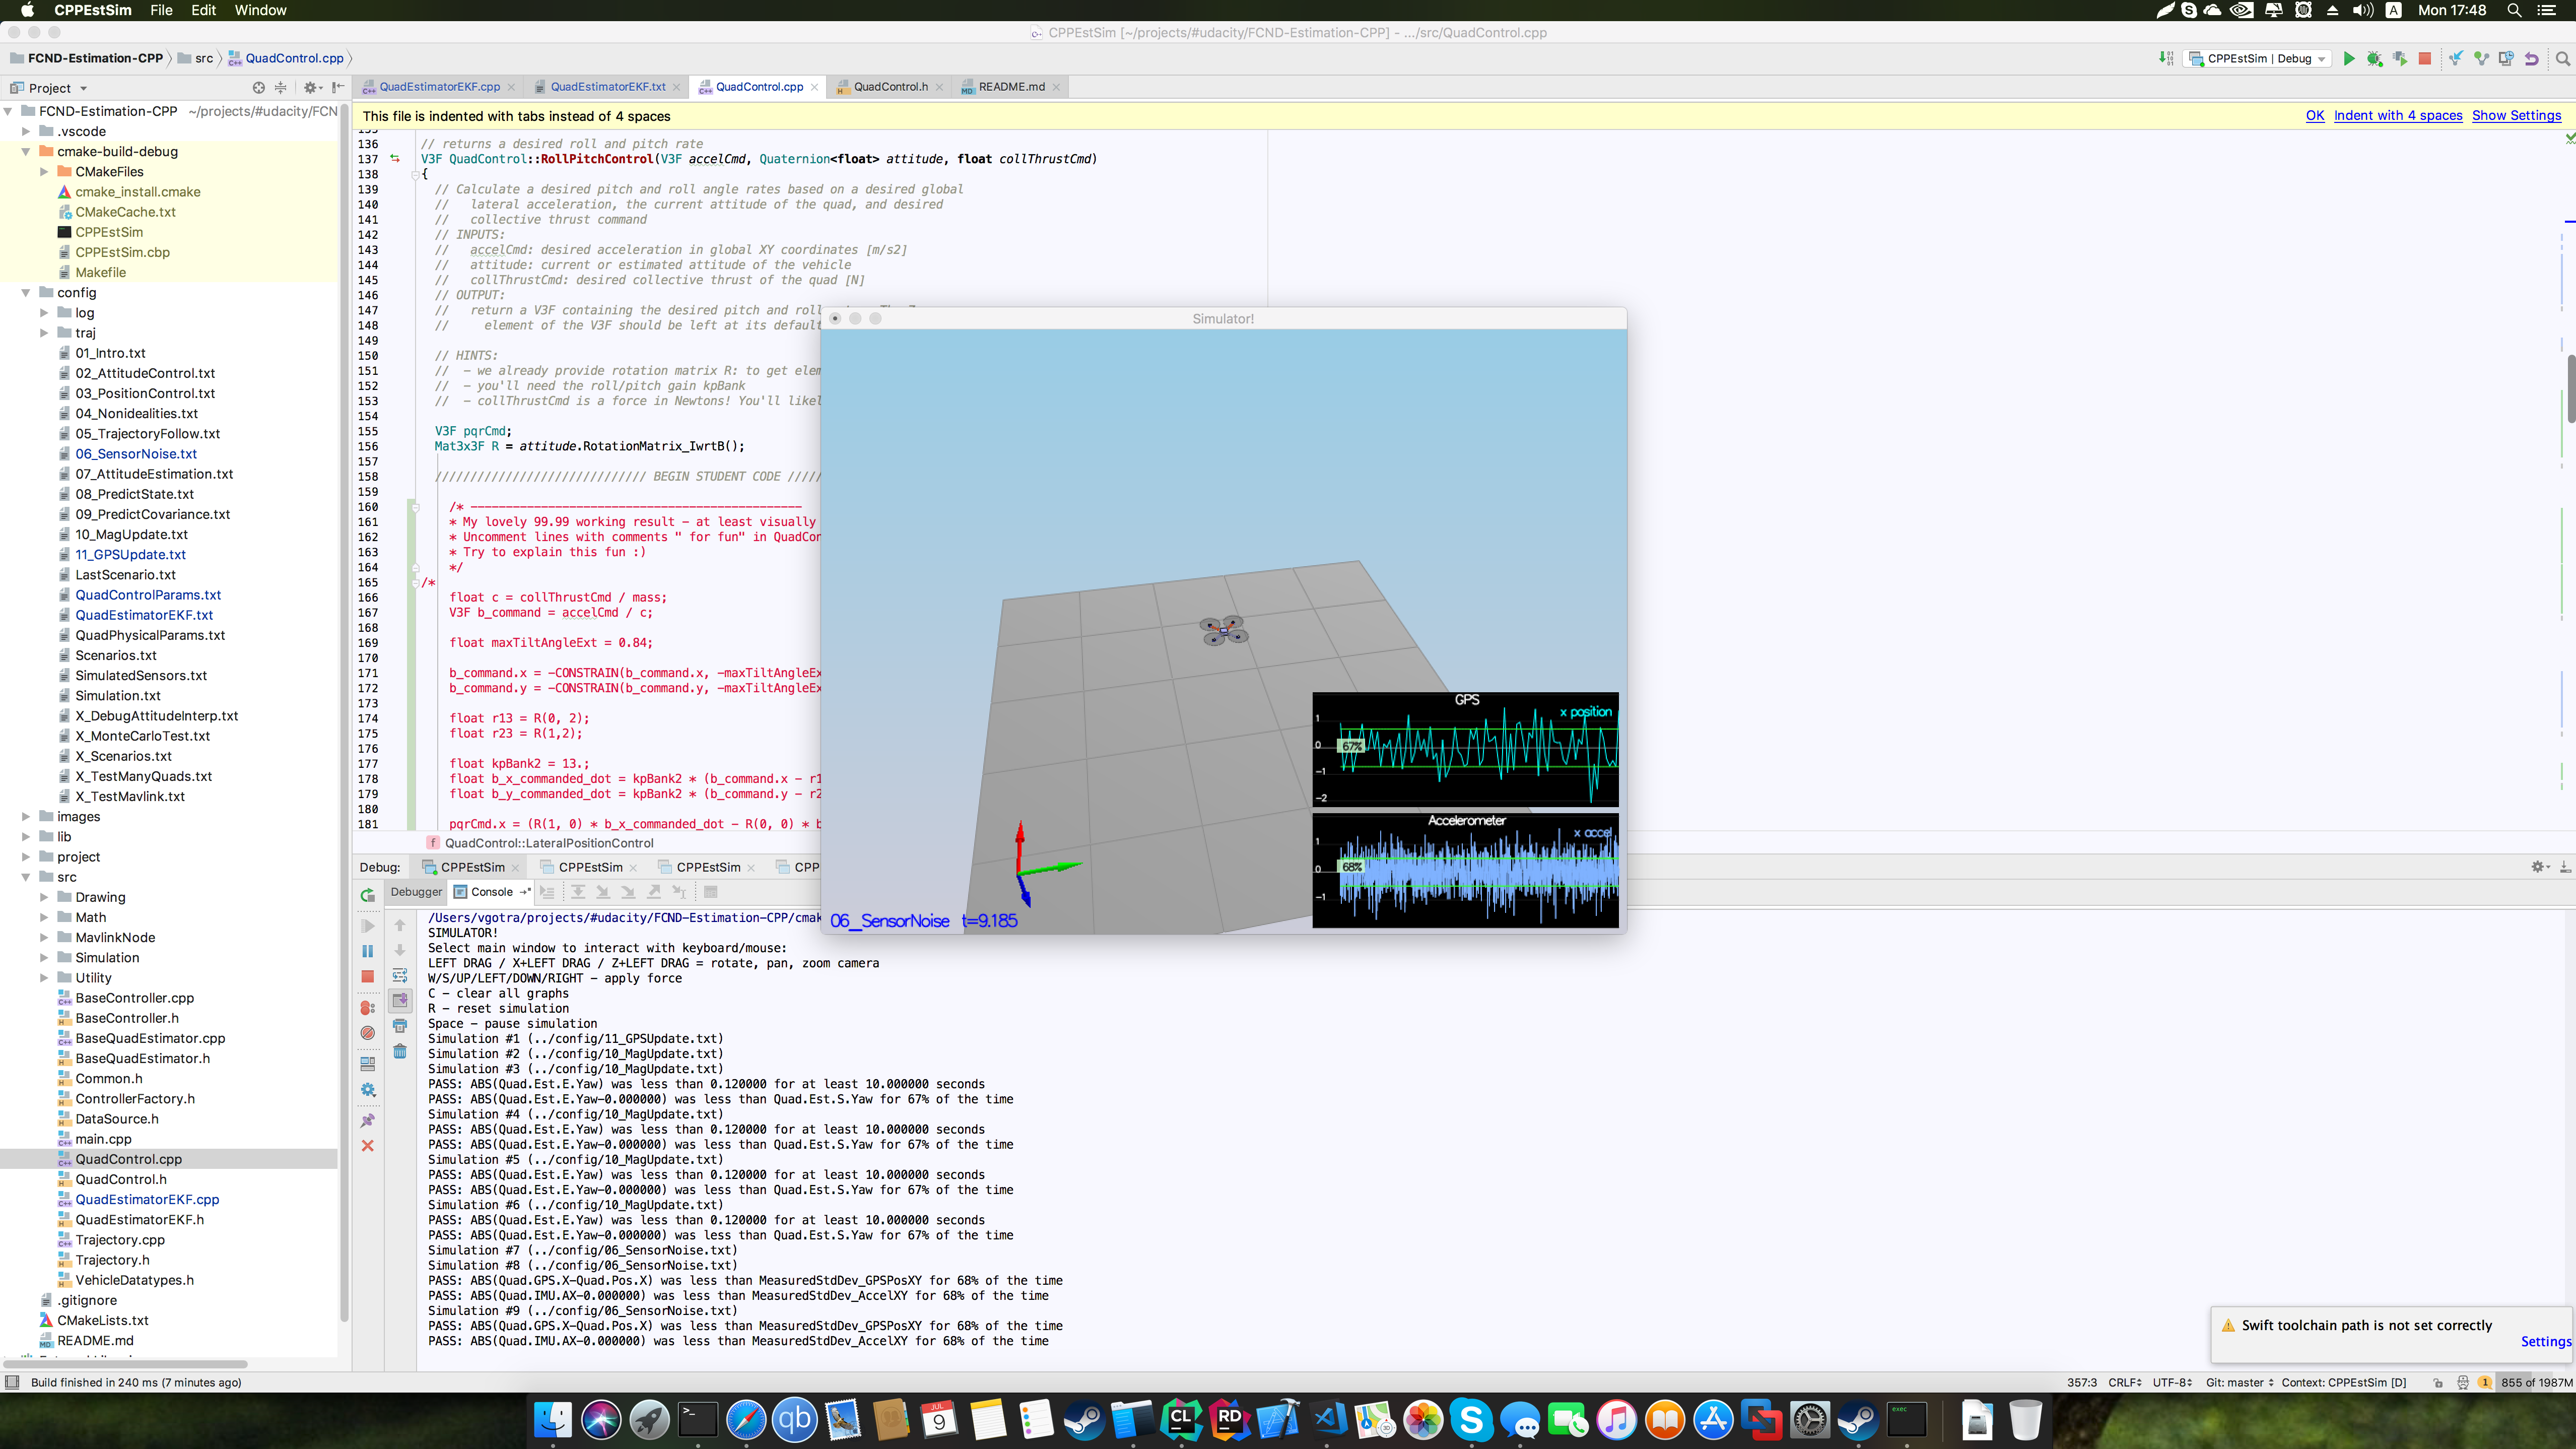 CPPEstSim File Edit Window
A Mon 17:48
CPPEstSim [~/projects/#udacity/FCND-Estimation-CPP] - .../src/QuadControl.cpp
FCND-Estimation-CPP src QuadControl.cpp
CPPEstSim | Debug
Project
QuadEstimatorEKF.cpp QuadEstimatorEKF.txt QuadControl.cpp QuadControl.h README.md
This file is indented with tabs instead of 4 spaces
OK Indent with 4 spaces Show Settings
FCND-Estimation-CPP ~/projects/#udacity/FCN
.vscode
cmake-build-debug
CMakeFiles
cmake_install.cmake
CMakeCache.txt
CPPEstSim
CPPEstSim.cbp
Makefile
config
log
traj
01_Intro.txt
02_AttitudeControl.txt
03_PositionControl.txt
04_Nonidealities.txt
05_TrajectoryFollow.txt
06_SensorNoise.txt
07_AttitudeEstimation.txt
08_PredictState.txt
09_PredictCovariance.txt
10_MagUpdate.txt
11_GPSUpdate.txt
LastScenario.txt
QuadControlParams.txt
QuadEstimatorEKF.txt
QuadPhysicalParams.txt
Scenarios.txt
SimulatedSensors.txt
Simulation.txt
X_DebugAttitudeInterp.txt
X_MonteCarloTest.txt
X_Scenarios.txt
X_TestManyQuads.txt
X_TestMavlink.txt
images
lib
project
src
Drawing
Math
MavlinkNode
Simulation
Utility
BaseController.cpp
BaseController.h
BaseQuadEstimator.cpp
BaseQuadEstimator.h
Common.h
ControllerFactory.h
DataSource.h
main.cpp
QuadControl.cpp
QuadControl.h
QuadEstimatorEKF.cpp
QuadEstimatorEKF.h
Trajectory.cpp
Trajectory.h
VehicleDatatypes.h
.gitignore
CMakeLists.txt
README.md
136 // returns a desired roll and pitch rate
137 V3F QuadControl::RollPitchControl(V3F accelCmd, Quaternion<float> attitude, float collThrustCmd)
138 {
139 // Calculate a desired pitch and roll angle rates based on a desired global
140 // lateral acceleration, the current attitude of the quad, and desired
141 // collective thrust command
142 // INPUTS:
143 // accelCmd: desired acceleration in global XY coordinates [m/s2]
144 // attitude: current or estimated attitude of the vehicle
145 // collThrustCmd: desired collective thrust of the quad [N]
146 // OUTPUT:
147 // return a V3F containing the desired pitch and roll
148 // element of the V3F should be left at its default
149
150 // HINTS:
151 // - we already provide rotation matrix R: to get elem
152 // - you'll need the roll/pitch gain kpBank
153 // - collThrustCmd is a force in Newtons! You'll likel
154
155 V3F pqrCmd;
156 Mat3x3F R = attitude.RotationMatrix_IwrtB();
157
158 ////////////////////////////// BEGIN STUDENT CODE /////
159
160 /* -----------------------------------------------
161 * My lovely 99.99 working result - at least visually
162 * Uncomment lines with comments " for fun" in QuadCon
163 * Try to explain this fun :)
164 */
165 /*
166 float c = collThrustCmd / mass;
167 V3F b_command = accelCmd / c;
168
169 float maxTiltAngleExt = 0.84;
170
171 b_command.x = -CONSTRAIN(b_command.x, -maxTiltAngleEx
172 b_command.y = -CONSTRAIN(b_command.y, -maxTiltAngleEx
173
174 float r13 = R(0, 2);
175 float r23 = R(1,2);
176
177 float kpBank2 = 13.;
178 float b_x_commanded_dot = kpBank2 * (b_command.x - r1
179 float b_y_commanded_dot = kpBank2 * (b_command.y - r2
180
181 pqrCmd.x = (R(1, 0) * b_x_commanded_dot - R(0, 0) * b
f QuadControl::LateralPositionControl
Simulator!
GPS
x position
1
0
67%
-1
-2
Accelerometer
x accel
1
0
68%
-1
06_SensorNoise t=9.185
Debug: CPPEstSim CPPEstSim CPPEstSim CPP
Debugger Console
/Users/vgotra/projects/#udacity/FCND-Estimation-CPP/cmak
SIMULATOR!
Select main window to interact with keyboard/mouse:
LEFT DRAG / X+LEFT DRAG / Z+LEFT DRAG = rotate, pan, zoom camera
W/S/UP/LEFT/DOWN/RIGHT - apply force
C - clear all graphs
R - reset simulation
Space - pause simulation
Simulation #1 (../config/11_GPSUpdate.txt)
Simulation #2 (../config/10_MagUpdate.txt)
Simulation #3 (../config/10_MagUpdate.txt)
PASS: ABS(Quad.Est.E.Yaw) was less than 0.120000 for at least 10.000000 seconds
PASS: ABS(Quad.Est.E.Yaw-0.000000) was less than Quad.Est.S.Yaw for 67% of the time
Simulation #4 (../config/10_MagUpdate.txt)
PASS: ABS(Quad.Est.E.Yaw) was less than 0.120000 for at least 10.000000 seconds
PASS: ABS(Quad.Est.E.Yaw-0.000000) was less than Quad.Est.S.Yaw for 67% of the time
Simulation #5 (../config/10_MagUpdate.txt)
PASS: ABS(Quad.Est.E.Yaw) was less than 0.120000 for at least 10.000000 seconds
PASS: ABS(Quad.Est.E.Yaw-0.000000) was less than Quad.Est.S.Yaw for 67% of the time
Simulation #6 (../config/10_MagUpdate.txt)
PASS: ABS(Quad.Est.E.Yaw) was less than 0.120000 for at least 10.000000 seconds
PASS: ABS(Quad.Est.E.Yaw-0.000000) was less than Quad.Est.S.Yaw for 67% of the time
Simulation #7 (../config/06_SensorNoise.txt)
Simulation #8 (../config/06_SensorNoise.txt)
PASS: ABS(Quad.GPS.X-Quad.Pos.X) was less than MeasuredStdDev_GPSPosXY for 68% of the time
PASS: ABS(Quad.IMU.AX-0.000000) was less than MeasuredStdDev_AccelXY for 68% of the time
Simulation #9 (../config/06_SensorNoise.txt)
PASS: ABS(Quad.GPS.X-Quad.Pos.X) was less than MeasuredStdDev_GPSPosXY for 68% of the time
PASS: ABS(Quad.IMU.AX-0.000000) was less than MeasuredStdDev_AccelXY for 68% of the time
Swift toolchain path is not set correctly
Settings
Build finished in 240 ms (7 minutes ago)
357:3 CRLF UTF-8 Git: master Context: CPPEstSim [D] 1 855 of 1987M
qb JUL 9 CL RD exec